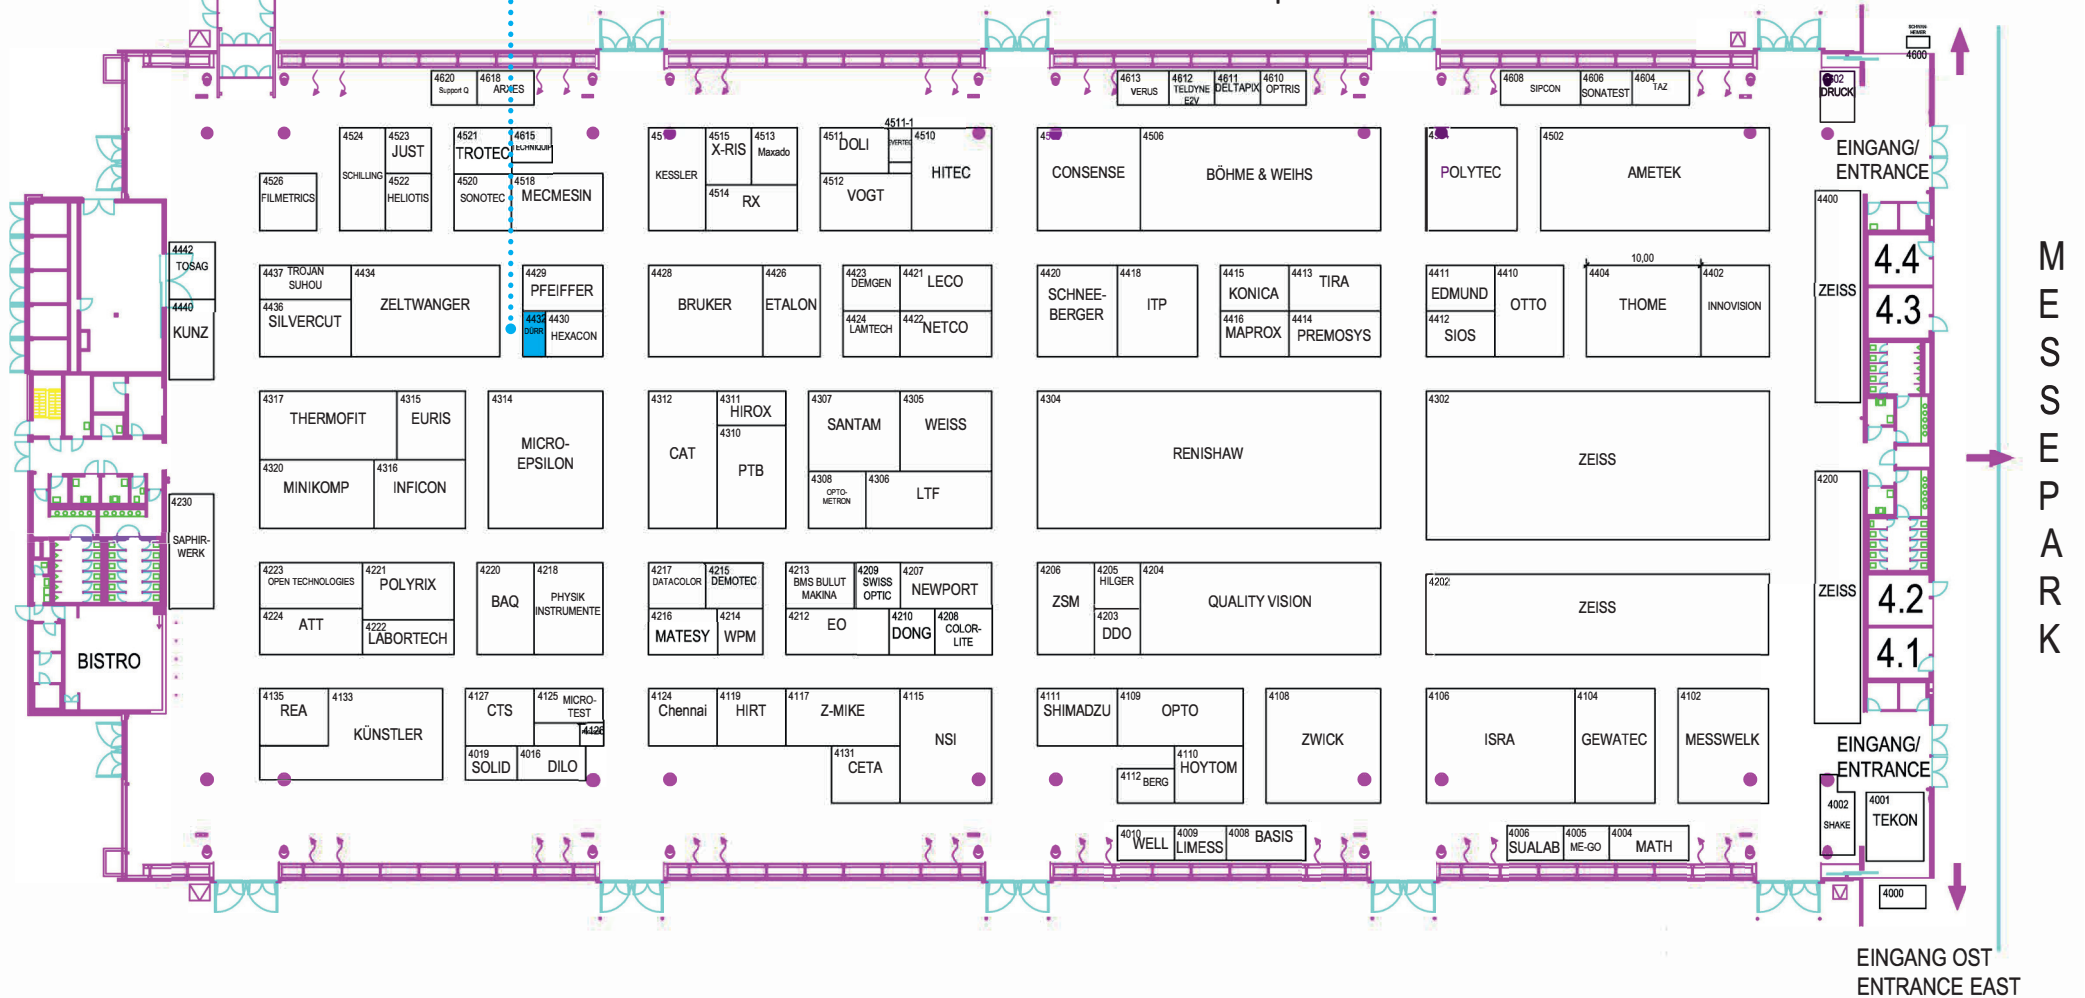 4600
4620
Support Q
4618
ARXES
4613
VERUS
4612
TELDYNE
E2V
4611
DELTAPIX
4610
OPTRIS
4608
SIPCON
4606
SONATEST
4604
TAZ
DRUCK
EINGANG/
ENTRANCE
4526
FILMETRICS
4524
SCHILLING
4523
JUST
4522
HELIOTIS
4521
TROTEC
4615
4520
SONOTEC
4518
MECMESIN
KESSLER
4515
X-RIS
4513
Maxado
4514
RX
4511
DOLI
4511-1
4510
HITEC
4512
VOGT
CONSENSE
4506
BÖHME & WEIHS
POLYTEC
4502
AMETEK
4400
ZEISS
4.4
4.3
4442
TOSAG
4440
KUNZ
4437 TROJAN
SUHOU
4436
SILVERCUT
4434
ZELTWANGER
4429
PFEIFFER
4432
DÜRR
4430
HEXACON
4428
BRUKER
4426
ETALON
4423
DEMGEN
4421
LECO
4424
LAMTECH
4422
NETCO
4420
SCHNEE-
BERGER
4418
ITP
4415
KONICA
4413
TIRA
4416
MAPROX
4414
PREMOSYS
4411
EDMUND
4412
SIOS
4410
OTTO
10,00
4404
THOME
4402
INNOVISION
4317
THERMOFIT
4315
EURIS
4320
MINIKOMP
4316
INFICON
4314
MICRO-
EPSILON
4312
CAT
4311
HIROX
4310
PTB
4307
SANTAM
4305
WEISS
4308
OPTO-
METRON
4306
LTF
4304
RENISHAW
4302
ZEISS
MESSEPARK
4230
SAPHIR-
WERK
4223
OPEN TECHNOLOGIES
4221
POLYRIX
4224
ATT
4222
LABORTECH
4220
BAQ
4218
PHYSIK
INSTRUMENTE
4217
DATACOLOR
4215
DEMOTEC
4216
MATESY
4214
WPM
4213
BMS BULUT
MAKINA
4209
SWISS
OPTIC
4207
NEWPORT
4212
EO
4210
DONG
4208
COLOR-
LITE
4206
ZSM
4205
HILGER
4203
DDO
4204
QUALITY VISION
4202
ZEISS
4200
ZEISS
4.2
4.1
BISTRO
4135
REA
4133
KÜNSTLER
4127
CTS
4125
MICRO-
TEST
4019
SOLID
4016
DILO
4124
Chennai
4119
HIRT
4117
Z-MIKE
4115
NSI
4131
CETA
4111
SHIMADZU
4109
OPTO
4110
HOYTOM
4112
BERG
4108
ZWICK
4106
ISRA
4104
GEWATEC
4102
MESSWELK
EINGANG/
ENTRANCE
4002
SHAKE
4001
TEKON
4010
WELL
4009
LIMESS
4008
BASIS
4006
SUALAB
4005
ME-GO
4004
MATH
4000
EINGANG OST
ENTRANCE EAST